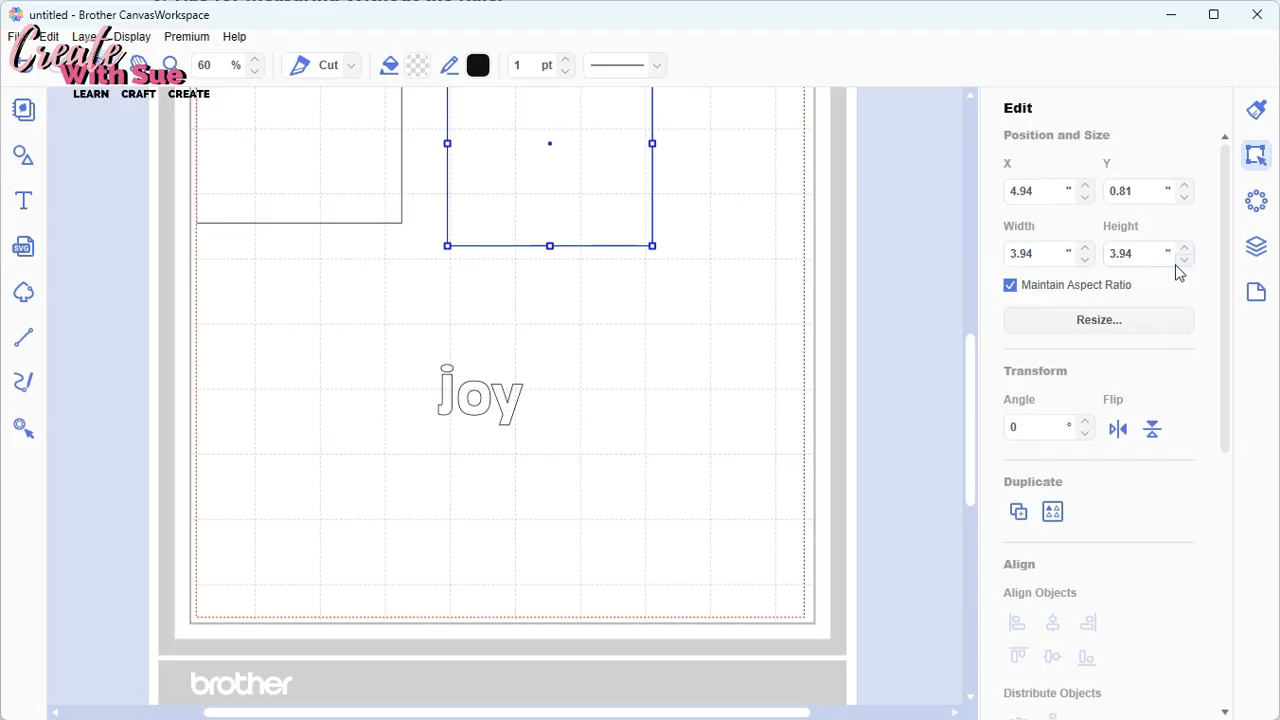 untitled - Brother CanvasWorkspace
Edit Layer Display Premium Help
Create
With Sue
LEARN CRAFT CREATE
60 % Cut 1 pt
Edit
Position and Size
X Y
4.94 " 0.81 "
Width Height
3.94 " 3.94 "
Maintain Aspect Ratio
Resize...
Transform
Angle Flip
0 °
Duplicate
Align
Align Objects
Distribute Objects
T
SVG
joy
brother